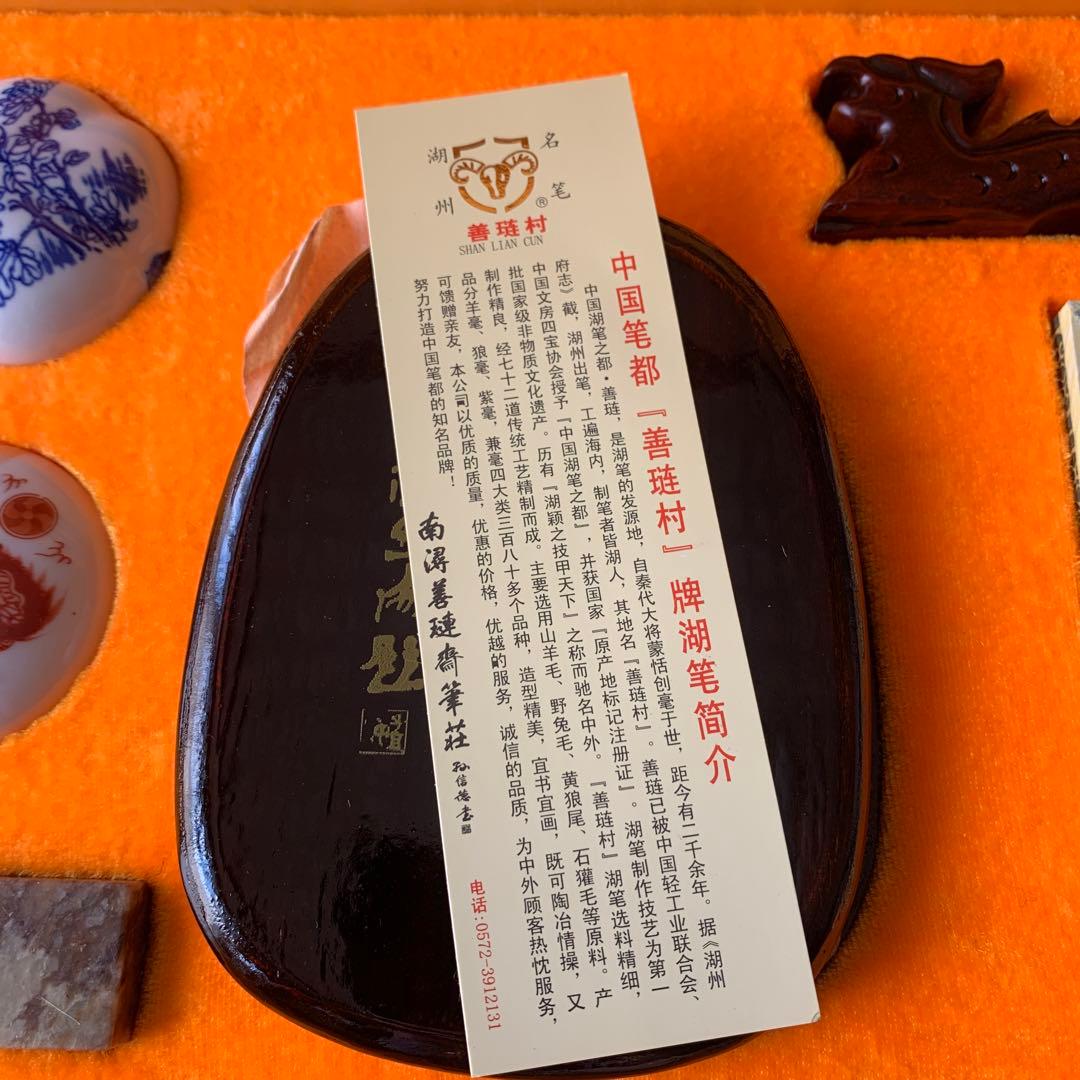 湖州
名笔
®
善琏村
SHAN LIAN CUN
中国笔都『善琏村』牌湖笔简介
中国湖笔之都·善琏，是湖笔的发源地，自秦代大将蒙恬创毫于世，距今有二千余年。据《湖州
府志》截，湖州出笔，工遍海内，制笔者皆湖人，其地名『善琏村』。善琏已被中国轻工业联合会、
中国文房四宝协会授予『中国湖笔之都』，并获国家『原产地标记注册证』。湖笔制作技艺为第一
批国家级非物质文化遗产。历有『湖颖之技甲天下』之称而驰名中外。『善琏村』湖笔选料精细，
制作精良，经七十二道传统工艺精制而成。主要选用山羊毛、野兔毛、黄狼尾、石獾毛等原料。产
品分羊毫、狼毫、紫毫，兼毫四大类三百八十多个品种，造型精美，宜书宜画，既可陶冶情操，又
可馈赠亲友，本公司以优质的质量，优惠的价格，优越的服务，诚信的品质，为中外顾客热忱服务，
努力打造中国笔都的知名品牌！
南潯善璉齋筆莊
孙信德书
电话:0572-3912131